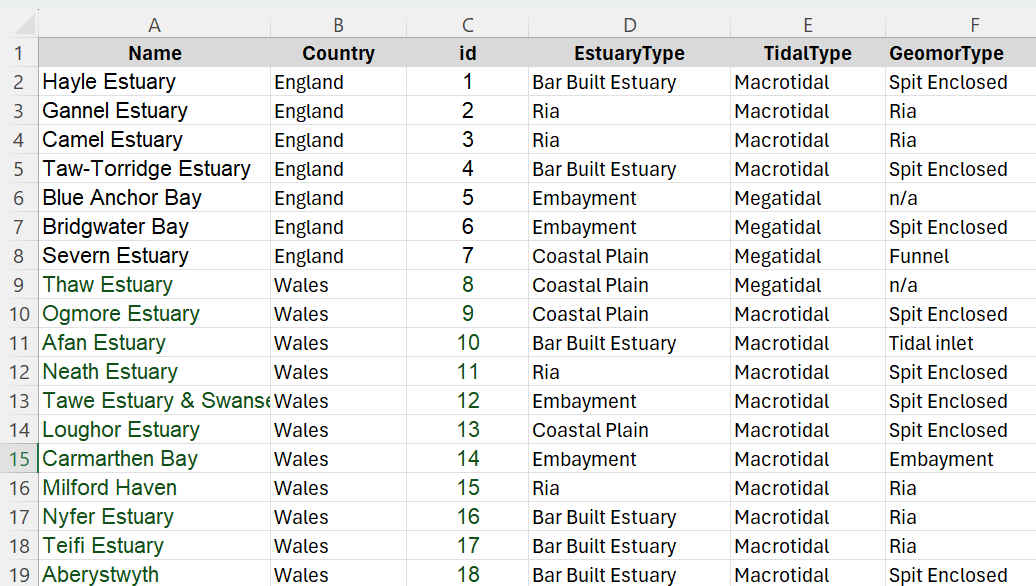 A B C D E F
1 Name Country id EstuaryType TidalType GeomorType
2 Hayle Estuary England 1 Bar Built Estuary Macrotidal Spit Enclosed
3 Gannel Estuary England 2 Ria Macrotidal Ria
4 Camel Estuary England 3 Ria Macrotidal Ria
5 Taw-Torridge Estuary England 4 Bar Built Estuary Macrotidal Spit Enclosed
6 Blue Anchor Bay England 5 Embayment Megatidal n/a
7 Bridgwater Bay England 6 Embayment Megatidal Spit Enclosed
8 Severn Estuary England 7 Coastal Plain Megatidal Funnel
9 Thaw Estuary Wales 8 Coastal Plain Megatidal n/a
10 Ogmore Estuary Wales 9 Coastal Plain Macrotidal Spit Enclosed
11 Afan Estuary Wales 10 Bar Built Estuary Macrotidal Tidal inlet
12 Neath Estuary Wales 11 Ria Macrotidal Spit Enclosed
13 Tawe Estuary & Swanse Wales 12 Embayment Macrotidal Spit Enclosed
14 Loughor Estuary Wales 13 Coastal Plain Macrotidal Spit Enclosed
15 Carmarthen Bay Wales 14 Embayment Macrotidal Embayment
16 Milford Haven Wales 15 Ria Macrotidal Ria
17 Nyfer Estuary Wales 16 Bar Built Estuary Macrotidal Ria
18 Teifi Estuary Wales 17 Bar Built Estuary Macrotidal Ria
19 Aberystwyth Wales 18 Bar Built Estuary Macrotidal Spit Enclosed